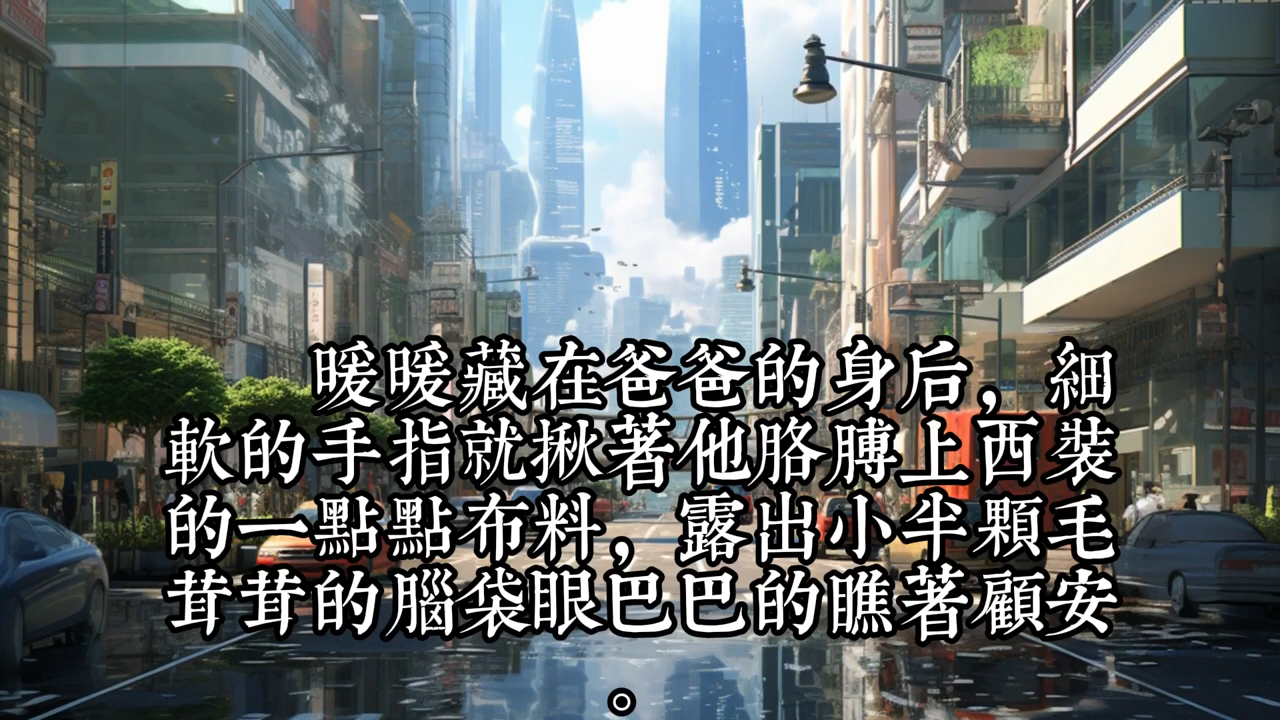 暖暖藏在爸爸的身后，細
軟的手指就揪著他胳膊上西裝
的一點點布料，露出小半顆毛
茸茸的腦袋眼巴巴的瞧著顧安
。